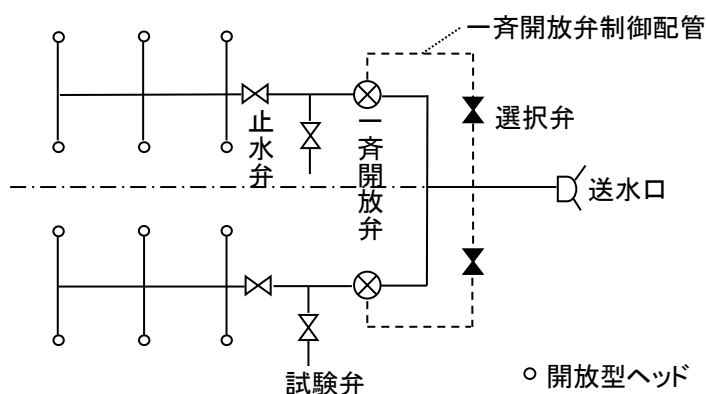 一斉開放弁制御配管
選択弁
止水弁
一斉開放弁
送水口
試験弁
開放型ヘッド